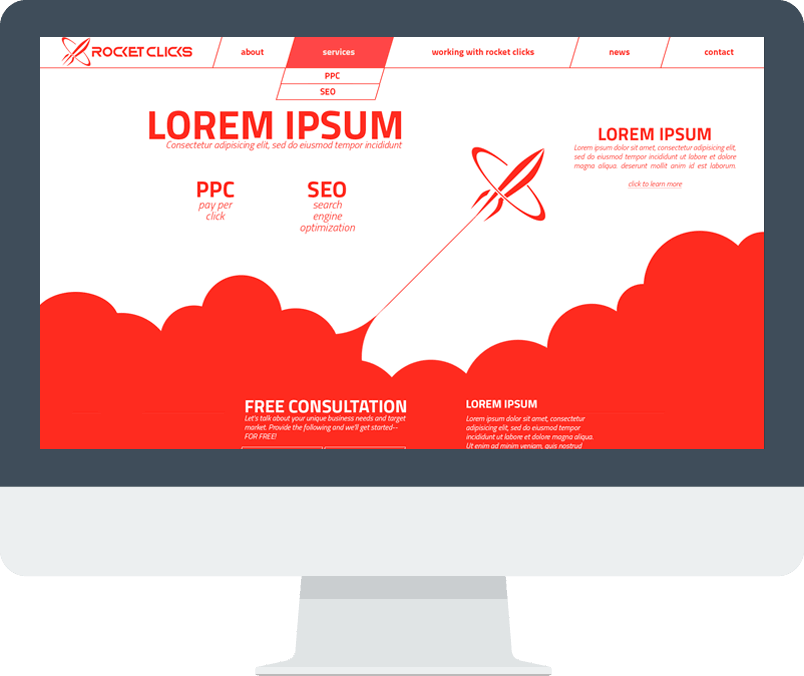 ROCKET CLICKS
about
services
working with rocket clicks
news
contact
PPC
SEO
LOREM IPSUM
Consectetur adipisicing elit, sed do eiusmod tempor incididunt
PPC
pay per
click
SEO
search
engine
optimization
LOREM IPSUM
Lorem ipsum dolor sit amet, consectetur adipisicing elit,
sed do eiusmod tempor incididunt ut labore et dolore
magna aliqua. deserunt mollit anim id est laborum.
click to learn more
FREE CONSULTATION
Let's talk about your unique business needs and target
market. Provide the following and we'll get started--
FOR FREE!
LOREM IPSUM
Lorem ipsum dolor sit amet, consectetur
adipisicing elit, sed do eiusmod tempor
incididunt ut labore et dolore magna aliqua.
Ut enim ad minim veniam, quis nostrud